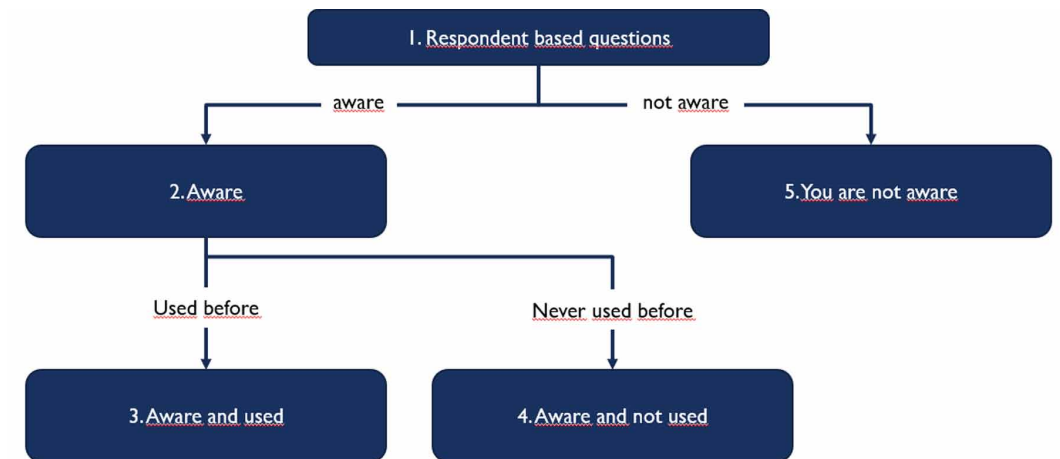 1. Respondent based questions
aware
not aware
2. Aware
5. You are not aware
Used before
Never used before
3. Aware and used
4. Aware and not used